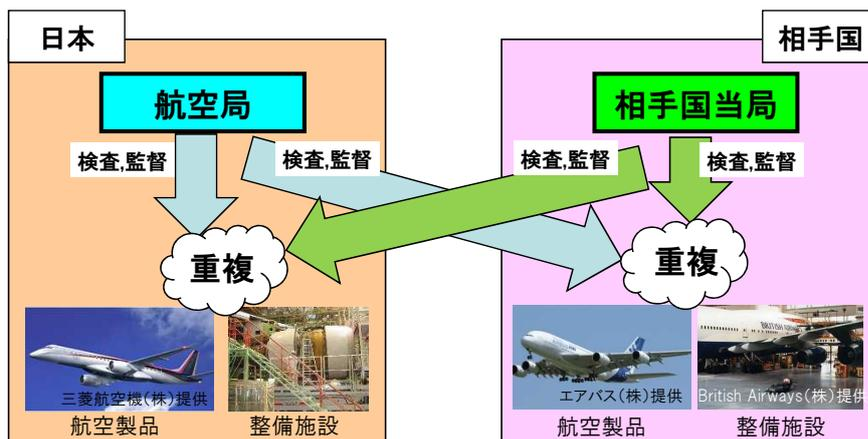 日本
相手国
航空局
相手国当局
検査,監督
検査,監督
検査,監督
検査,監督
重複
重複
BRITISH AIRWAYS
三菱航空機(株)提供
エアバス(株)提供
British Airways(株)提供
航空製品
整備施設
航空製品
整備施設